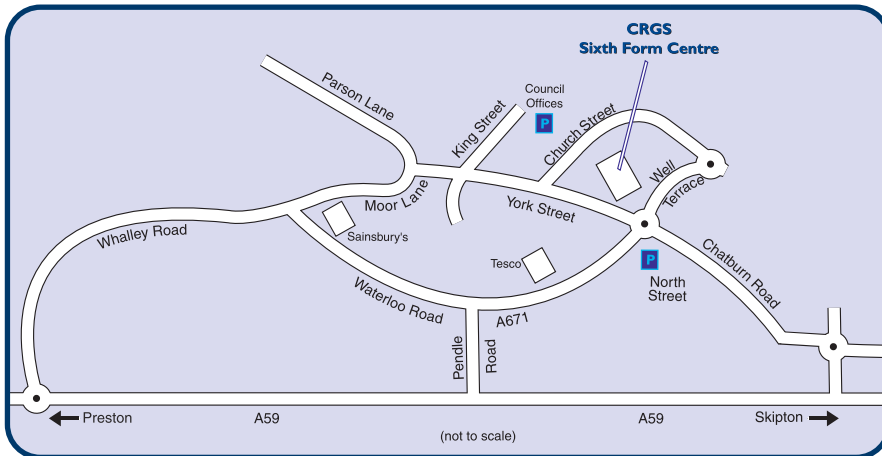 CRGS
Sixth Form Centre
Parson Lane
Council
Offices
P
King Street
Church Street
Well
Terrace
Moor Lane
York Street
Whalley Road
Sainsbury's
Tesco
P
North
Street
Chatburn Road
Waterloo Road
A671
Pendle
Road
Preston
A59
A59
Skipton
(not to scale)